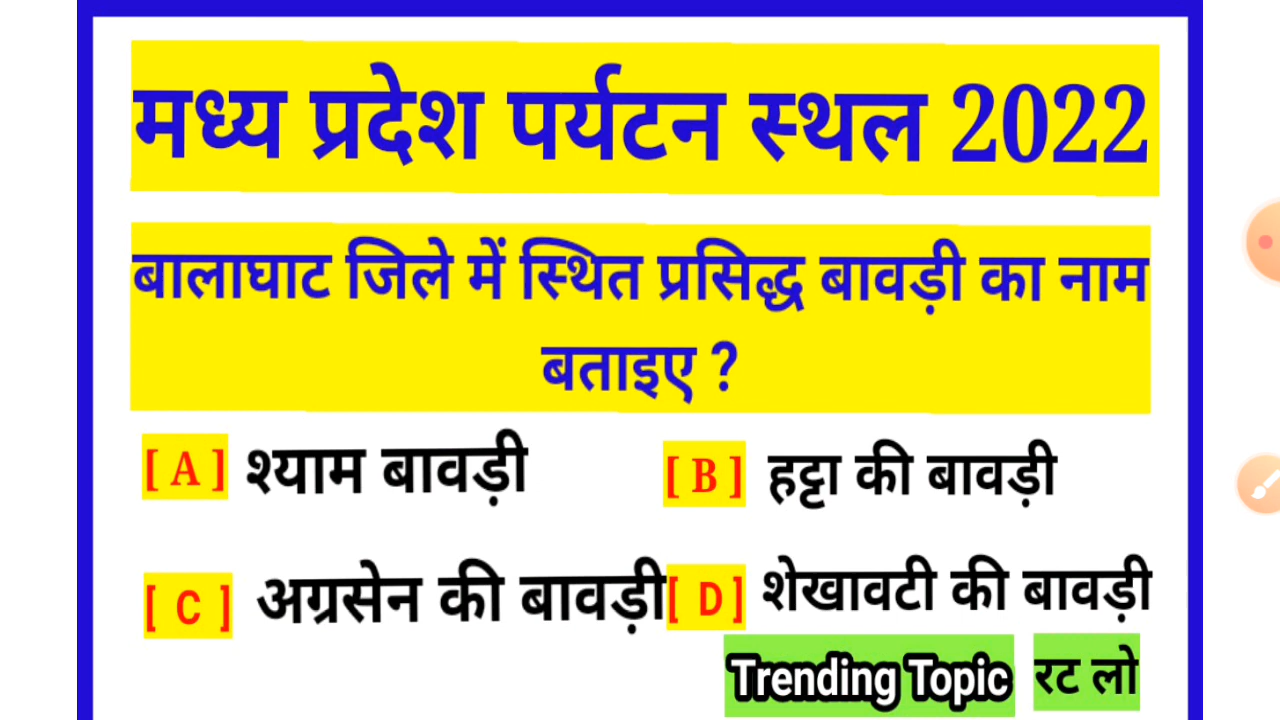 मध्य प्रदेश पर्यटन स्थल 2022
बालाघाट जिले में स्थित प्रसिद्ध बावड़ी का नाम
बताइए ?
[ A ] श्याम बावड़ी
[ B ] हट्टा की बावड़ी
[ C ] अग्रसेन की बावड़ी
[ D ] शेखावटी की बावड़ी
Trending Topic रट लो